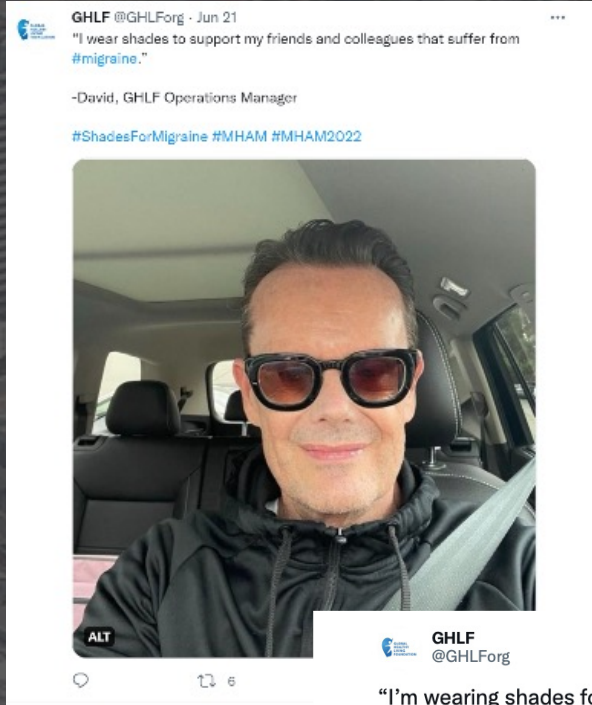 GHLF @GHLForg · Jun 21
"I wear shades to support my friends and colleagues that suffer from
#migraine."
-David, GHLF Operations Manager
#ShadesForMigraine #MHAM #MHAM2022
ALT
6
GHLF
@GHLForg
"I'm wearing shades fo